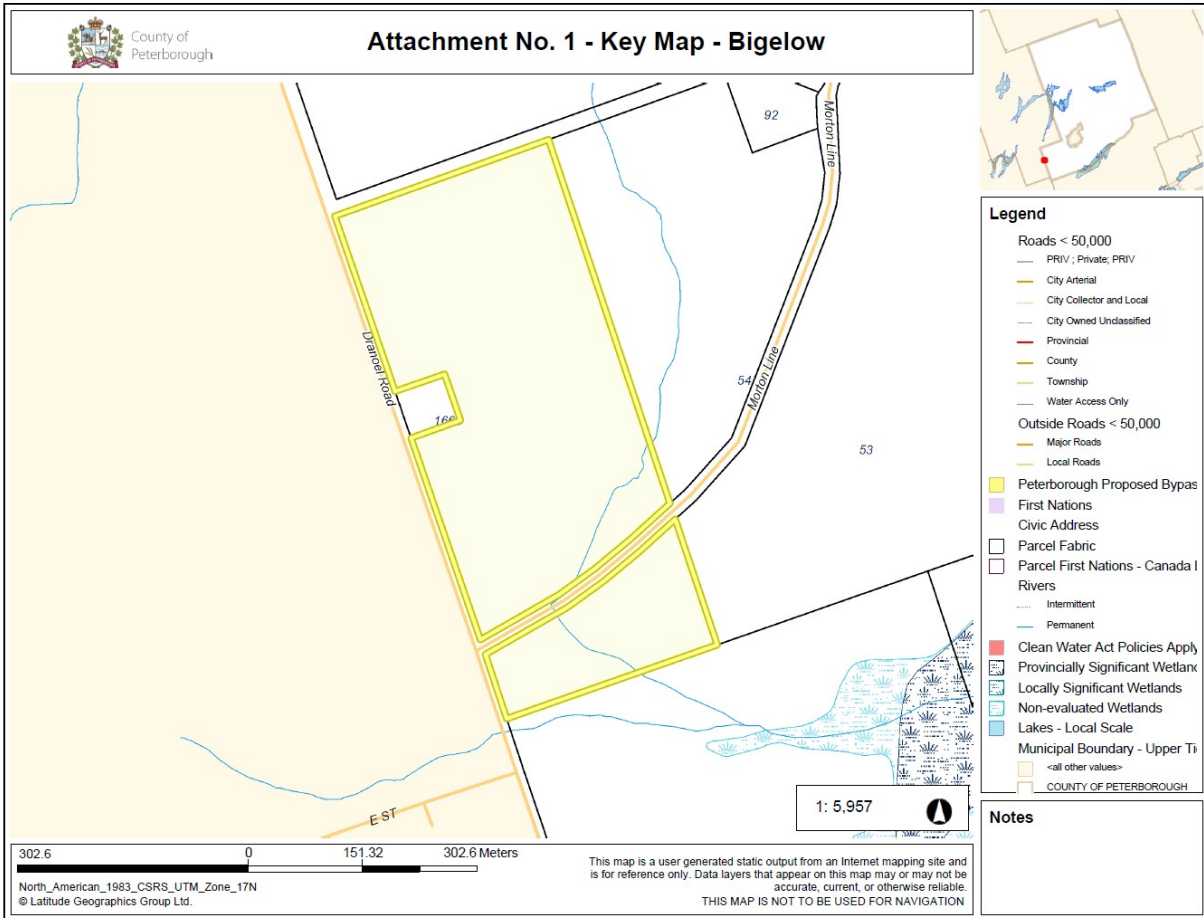 County of
Peterborough
Attachment No. 1 - Key Map - Bigelow
92
Morton Line
Dranoel Road
54
Morton Line
166
53
E ST
1: 5,957
Legend
Roads < 50,000
PRIV ; Private; PRIV
City Arterial
City Collector and Local
City Owned Unclassified
Provincial
County
Township
Water Access Only
Outside Roads < 50,000
Major Roads
Local Roads
Peterborough Proposed Bypas
First Nations
Civic Address
Parcel Fabric
Parcel First Nations - Canada l
Rivers
Intermittent
Permanent
Clean Water Act Policies Apply
Provincially Significant Wetlanc
Locally Significant Wetlands
Non-evaluated Wetlands
Lakes - Local Scale
Municipal Boundary - Upper Ti
<all other values>
COUNTY OF PETERBOROUGH
Notes
302.6 0 151.32 302.6 Meters
North_American_1983_CSRS_UTM_Zone_17N
© Latitude Geographics Group Ltd.
This map is a user generated static output from an Internet mapping site and
is for reference only. Data layers that appear on this map may or may not be
accurate, current, or otherwise reliable.
THIS MAP IS NOT TO BE USED FOR NAVIGATION